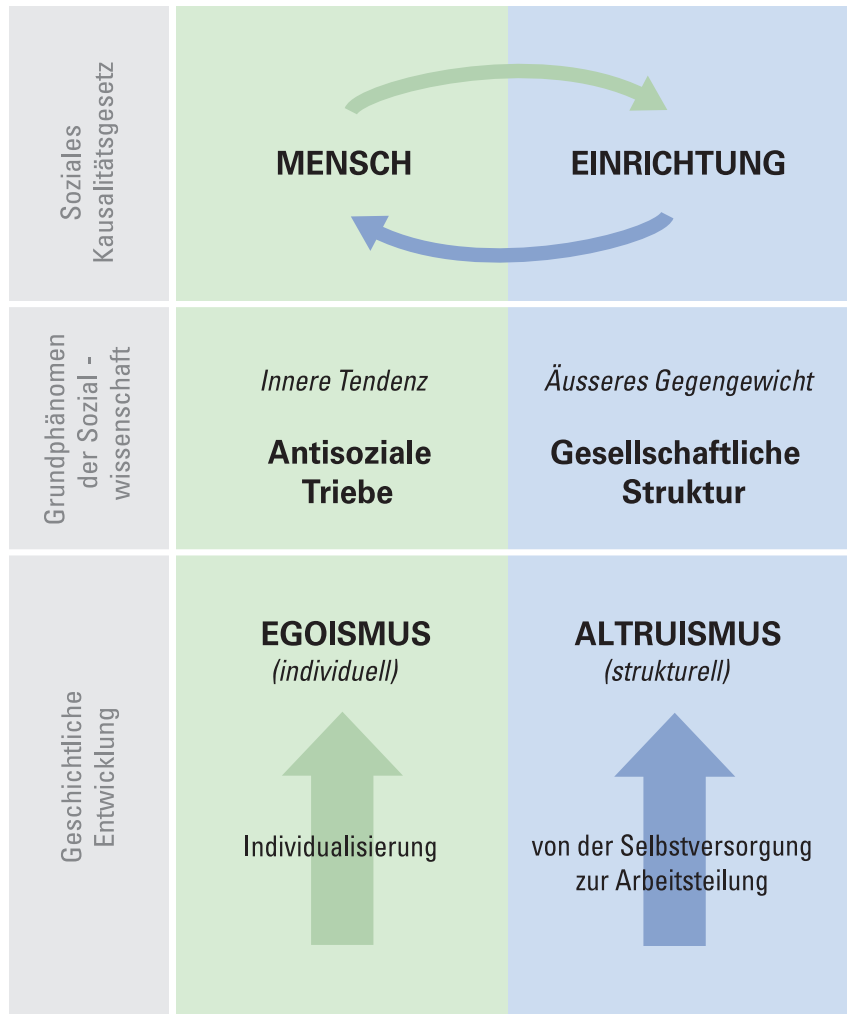 Soziales
Kausalitätsgesetz
MENSCH
EINRICHTUNG
Grundphänomen
der Sozial -
wissenschaft
Innere Tendenz
Äusseres Gegengewicht
Antisoziale
Triebe
Gesellschaftliche
Struktur
Geschichtliche
Entwicklung
EGOISMUS
(individuell)
ALTRUISMUS
(strukturell)
Individualisierung
von der Selbstversorgung
zur Arbeitsteilung